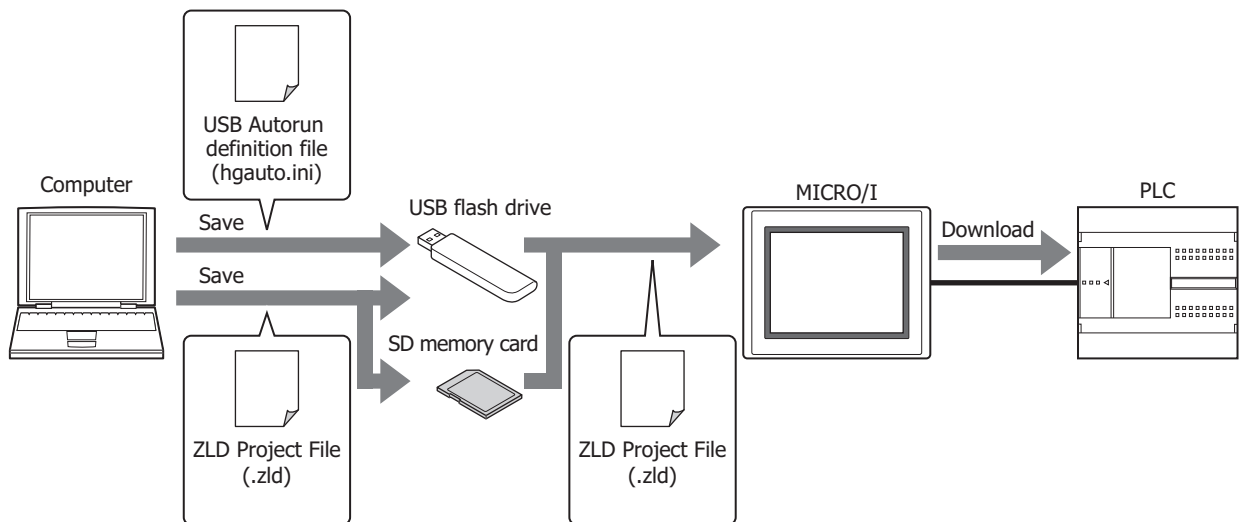 USB Autorun
definition file
(hgauto.ini)
Computer
Save
USB flash drive
MICRO/I
PLC
Download
Save
SD memory card
ZLD Project File
(.zld)
ZLD Project File
(.zld)